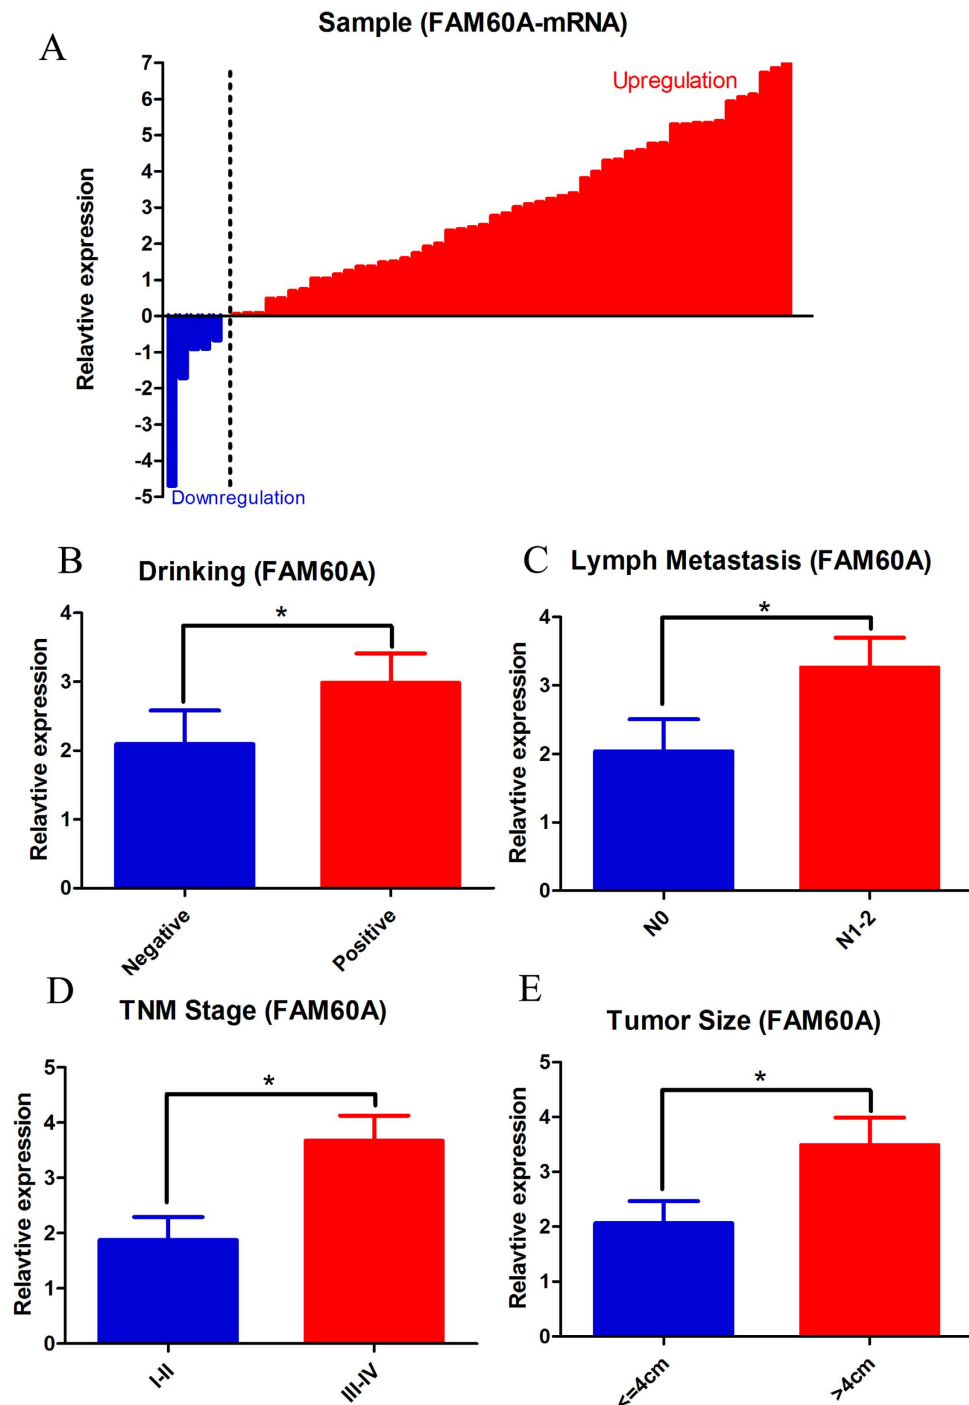 Sample (FAM60A-mRNA)
A
Relavtive expression
7
6
5
4
3
2
1
0
-1
-2
-3
-4
-5
Upregulation
Downregulation
B
Drinking (FAM60A)
Relavtive expression
4
3
2
1
0
*
Negative
Positive
C
Lymph Metastasis (FAM60A)
Relavtive expression
4
3
2
1
0
*
N0
N1-2
D
TNM Stage (FAM60A)
Relavtive expression
5
4
3
2
1
0
*
I-II
III-IV
E
Tumor Size (FAM60A)
Relavtive expression
5
4
3
2
1
0
*
<=4cm
>4cm